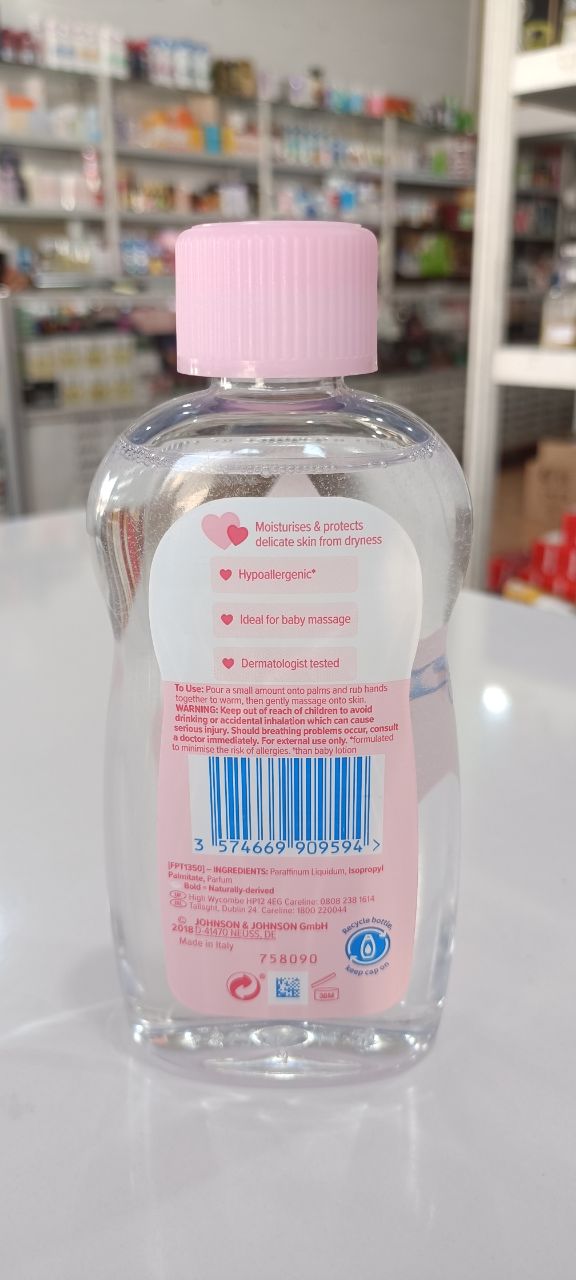 Moisturises & protects
delicate skin from dryness
Hypoallergenic*
Ideal for baby massage
Dermatologist tested
To Use: Pour a small amount onto palms and rub hands
together to warm, then gently massage onto skin.
WARNING: Keep out of reach of children to avoid
drinking or accidental inhalation which can cause
serious injury. Should breathing problems occur, consult
a doctor immediately. For external use only. *formulated
to minimise the risk of allergies. †than baby lotion
3 574669 909594 >
[FPT1350] – INGREDIENTS: Paraffinum Liquidum, Isopropyl
Palmitate, Parfum
Bold = Naturally-derived
High Wycombe HP12 4EG Careline: 0808 238 1614
Tallaght, Dublin 24. Careline: 1800 220044
© JOHNSON & JOHNSON GmbH
2018 D-41470 NEUSS, DE
Made in Italy
Recycle bottle
keep cap on
758090
36M